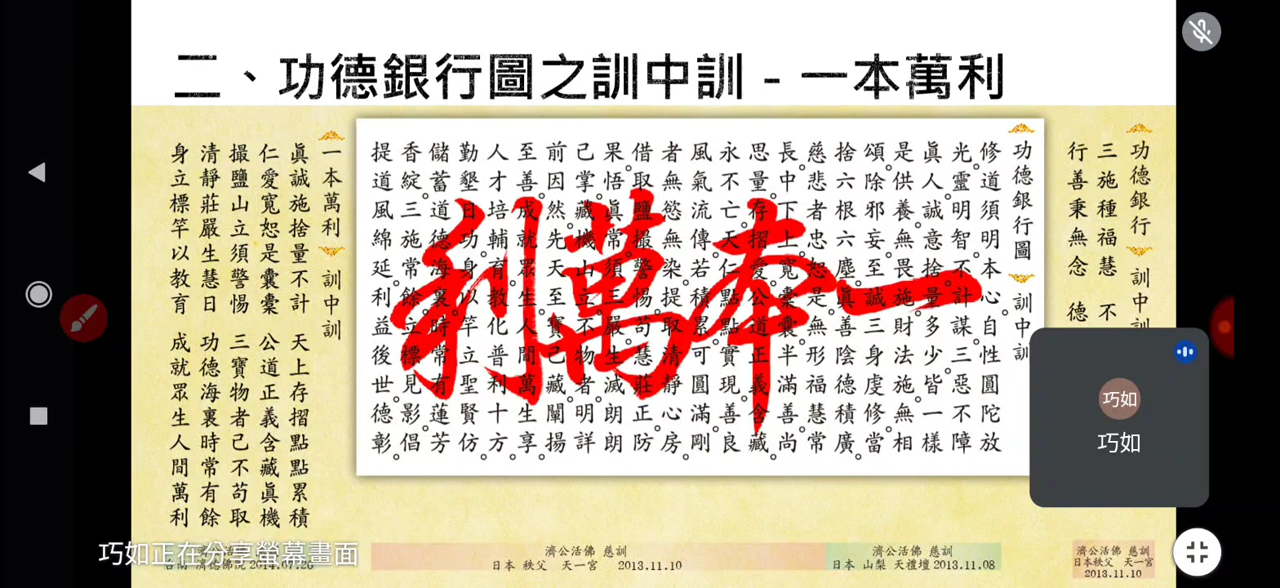 二、功德銀行圖之訓中訓 - 一本萬利
功德銀行 訓中訓
三施種福慧 不
行善秉無念 德
功德銀行圖 訓中訓
修道須明本心自性圓陀放
光靈明智不計謀三惡不障
眞人誠意捨量多少皆一樣
是供養無畏施財法施無相
頌除邪妄至誠三身虔修當
捨六根六塵眞善陰德積廣
慈悲者忠恕是無形福慧常
長中下上寬囊橐半滿善尚
思量存摺愛公道正義含藏
永不亡天仁點點實現善良
風氣流傳若積累可圓滿剛
者無慾無染提取清靜心房
借取鹽撮警惕苟慧莊正防
果悟眞常須三嚴生滅朗朗
己掌藏機山立不物者明詳
前因然先天至寶己藏闡揚
至善成就眾生人間萬生享
人才培輔育教化普利十方
勤墾日功身以竿立聖賢仿
儲蓄道德海裏時常有蓮芳
香綻三施常餘立標見影倡
提道風綿延利益後世德彰
一本萬利
一本萬利 訓中訓
眞誠施捨量不計 天上存摺點點累積
仁愛寬恕是囊橐 公道正義含藏眞機
撮鹽山立須警惕 三寶物者己不苟取
清靜莊嚴生慧日 功德海裏時常有餘
身立標竿以教育 成就眾生人間萬利
巧如
巧如
巧如正在分享螢幕畫面
濟公活佛 慈訓
日本 秩父 天一宮 2013.11.10
濟公活佛 慈訓
日本 山梨 天禮壇 2013.11.08
濟公活佛 慈訓
日本 秩父 天一宮
2013.11.10